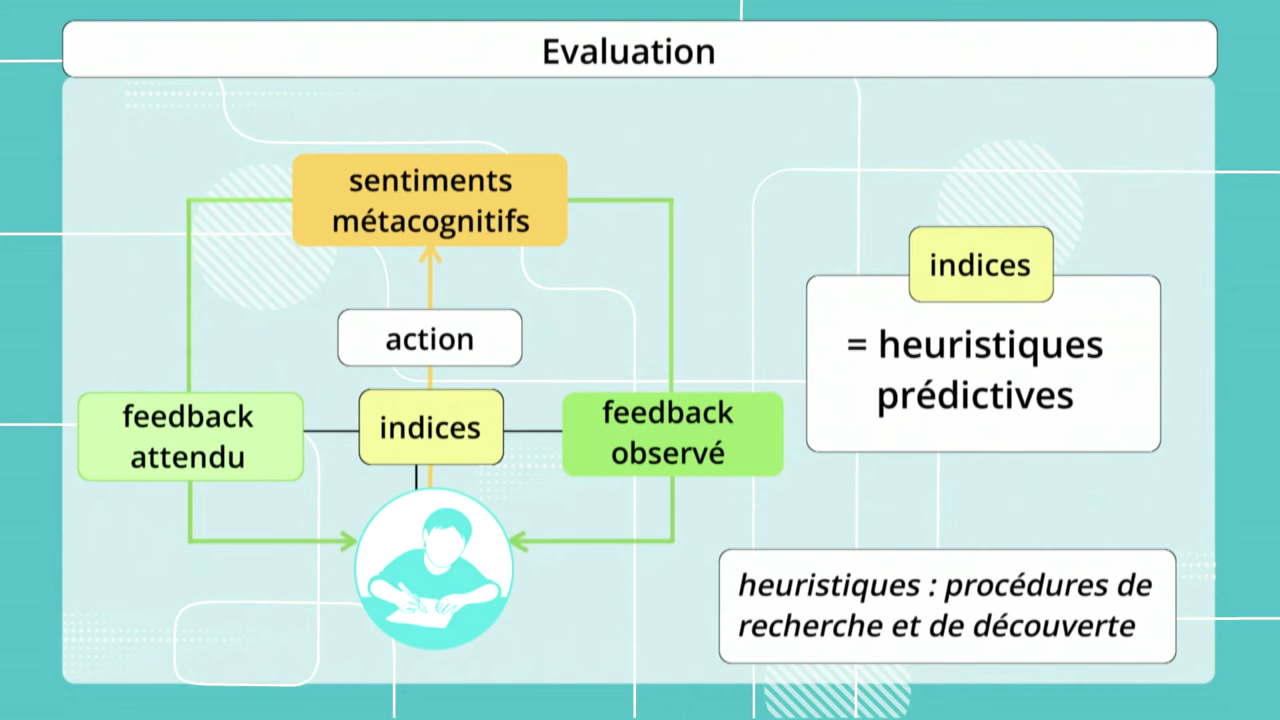 Evaluation
sentiments
métacognitifs
action
feedback
attendu
indices
feedback
observé
indices
= heuristiques
prédictives
heuristiques : procédures de
recherche et de découverte